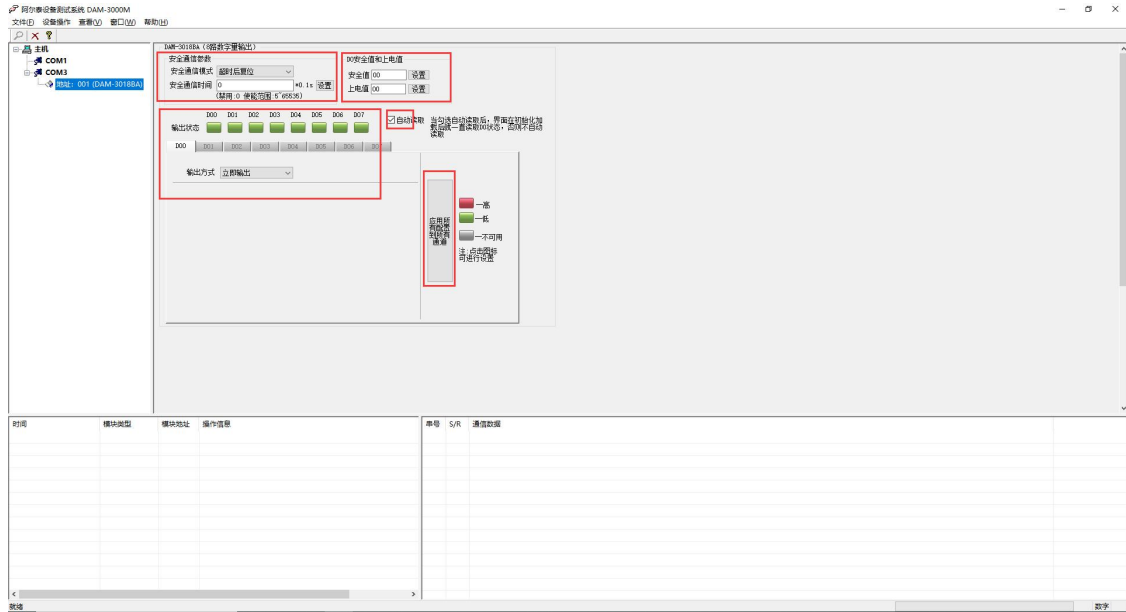 阿尔泰设备测试系统 DAM-3000M
文件(F) 设备操作 查看(V) 窗口(W) 帮助(H)
主机
COM1
COM3
地址: 001 (DAM-3018BA)
DAM-3018BA (8路数字量输出)
安全通信参数
安全通信模式 超时后复位
安全通信时间 0 *0.1s 设置
(禁用:0 使能范围:5~65535)
DO安全值和上电值
安全值 00 设置
上电值 00 设置
DO0 DO1 DO2 DO3 DO4 DO5 DO6 DO7
输出状态
自动读取 当勾选自动读取后,界面在初始化加
载后就一直读取DO状态,否则不自动
读取
DO0 DO1 DO2 DO3 DO4 DO5 DO6 DO7
输出方式 立即输出
应用所
有配置
到所有
通道
—高
—低
—不可用
注:点击图标
可进行设置
时间 模块类型 模块地址 操作信息
串号 S/R 通信数据
就绪
数字